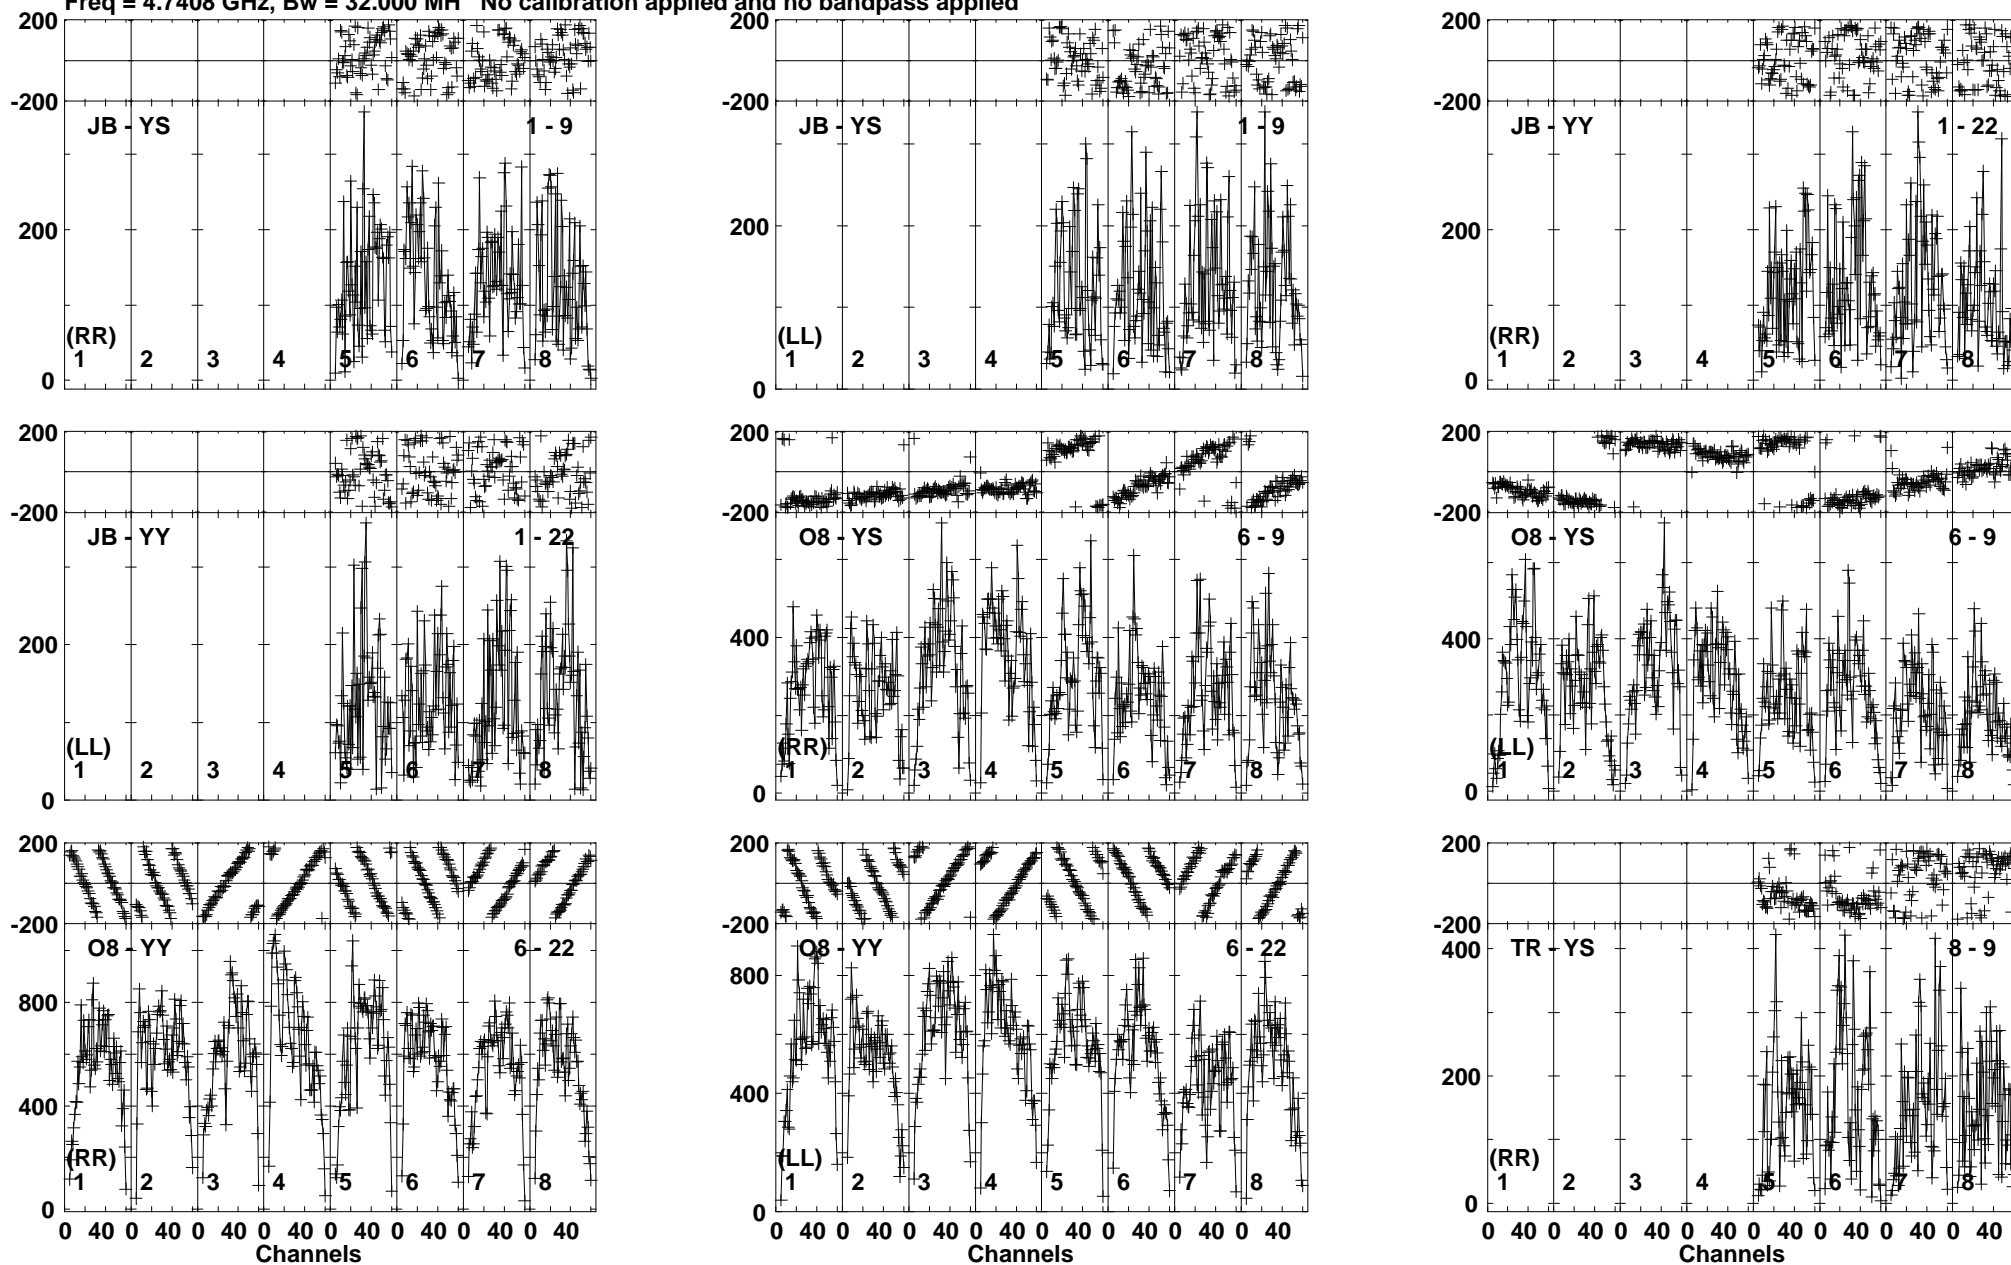 Freq = 4.7408 GHz, Bw = 32.000 MH No calibration applied and no bandpass applied
200 200 200
-200 -200 -200
JB - YS 1 - 9 JB - YS 1 - 9 JB - YY 1 - 22
200 200 200
(RR) (LL) (RR)
1 2 3 4 5 6 7 8 1 2 3 4 5 6 7 8 1 2 3 4 5 6 7 8
0 0 0
200 200 200
-200 -200 -200
JB - YY 1 - 22 O8 - YS 6 - 9 O8 - YS 6 - 9
200 400 400
(LL) (RR) (LL)
1 2 3 4 5 6 7 8 1 2 3 4 5 6 7 8 1 2 3 4 5 6 7 8
0 0 0
200 200 200
-200 -200 -200
O8 - YY 6 - 22 O8 - YY 6 - 22 TR - YS 8 - 9
800 800 400
400 400 200
(RR) (LL) (RR)
1 2 3 4 5 6 7 8 1 2 3 4 5 6 7 8 1 2 3 4 5 6 7 8
0 0 0
0 40 0 40 0 40 0 40 0 40 0 40 0 40 0 40 0 40 0 40 0 40 0 40 0 40 0 40 0 40 0 40 0 40 0 40 0 40 0 40 0 40 0 40 0 40 0 40
Channels Channels Channels